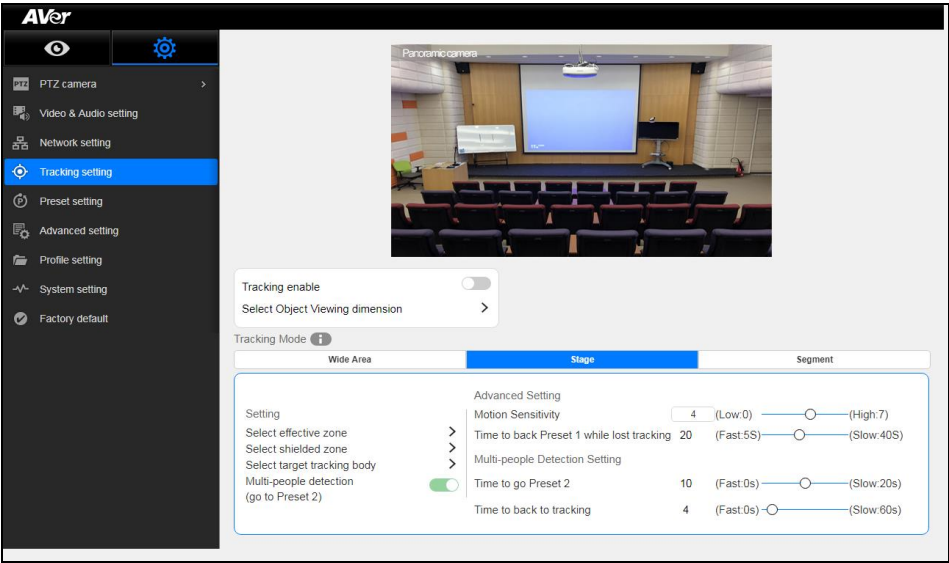 AVer
PTZ PTZ camera
Video & Audio setting
Network setting
Tracking setting
Preset setting
Advanced setting
Profile setting
System setting
Factory default
Panoramic camera
Tracking enable
Select Object Viewing dimension
Tracking Mode
Wide Area
Stage
Segment
Setting
Select effective zone
Select shielded zone
Select target tracking body
Multi-people detection
(go to Preset 2)
Advanced Setting
Motion Sensitivity 4 (Low:0) (High:7)
Time to back Preset 1 while lost tracking 20 (Fast:5S) (Slow:40S)
Multi-people Detection Setting
Time to go Preset 2 10 (Fast:0s) (Slow:20s)
Time to back to tracking 4 (Fast:0s) (Slow:60s)